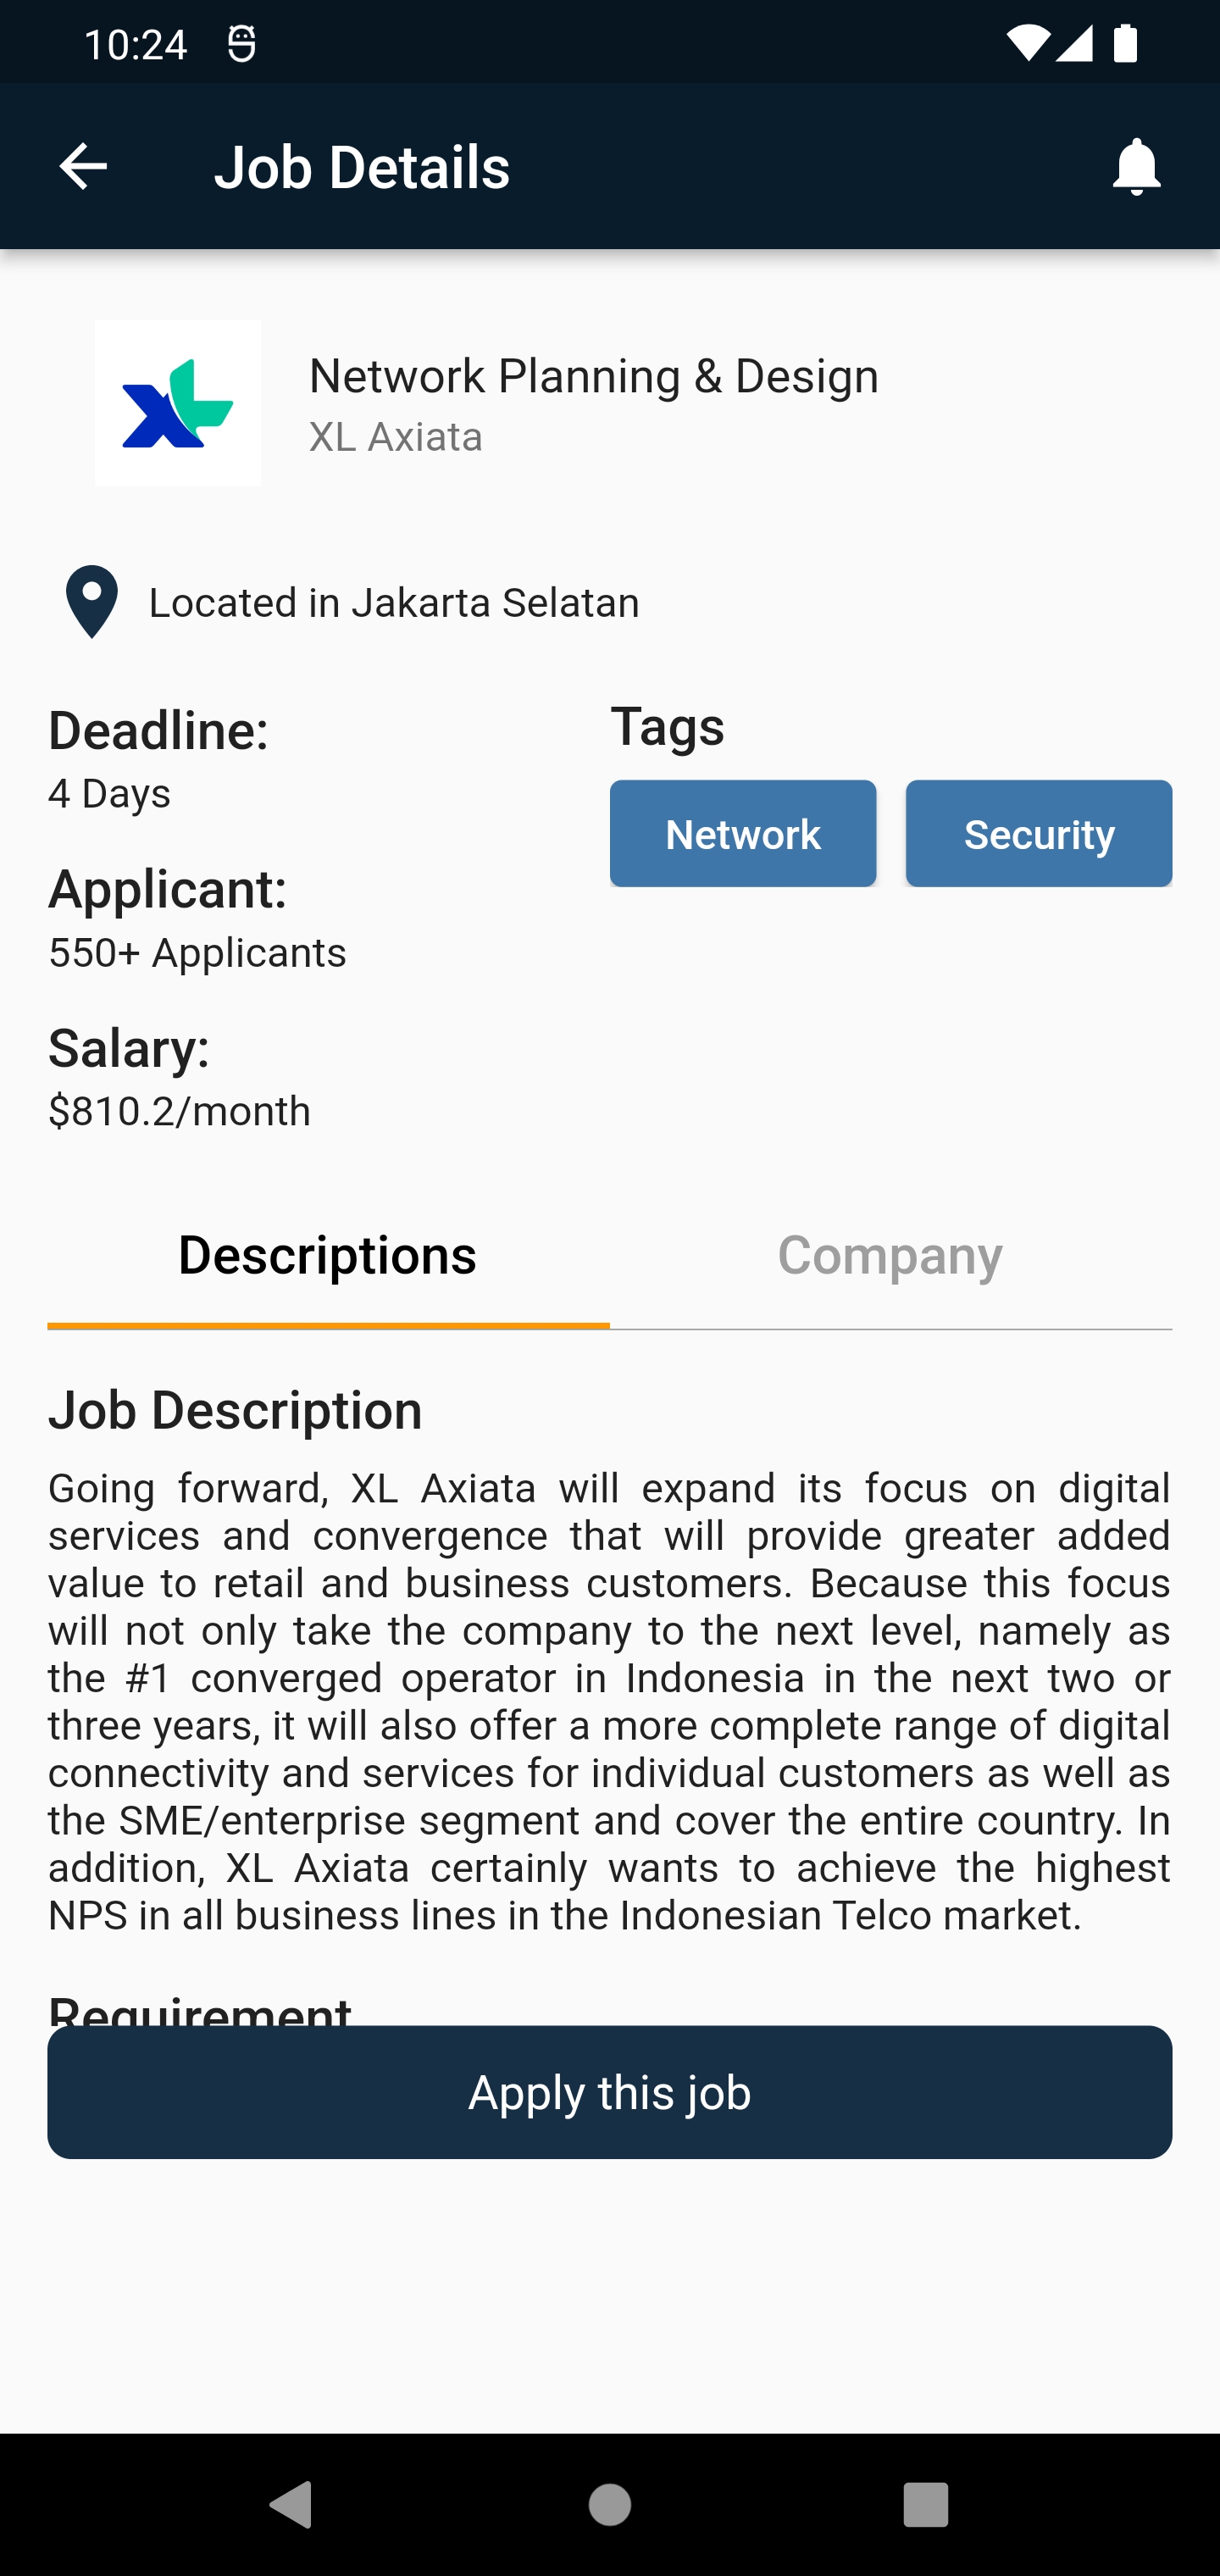 10:24
Job Details
XL
Network Planning & Design
XL Axiata
Located in Jakarta Selatan
Deadline:
4 Days
Applicant:
550+ Applicants
Salary:
$810.2/month
Tags
Network Security
Descriptions Company
Job Description
Going forward, XL Axiata will expand its focus on digital
services and convergence that will provide greater added
value to retail and business customers. Because this focus
will not only take the company to the next level, namely as
the #1 converged operator in Indonesia in the next two or
three years, it will also offer a more complete range of digital
connectivity and services for individual customers as well as
the SME/enterprise segment and cover the entire country. In
addition, XL Axiata certainly wants to achieve the highest
NPS in all business lines in the Indonesian Telco market.
Requirement
Apply this job